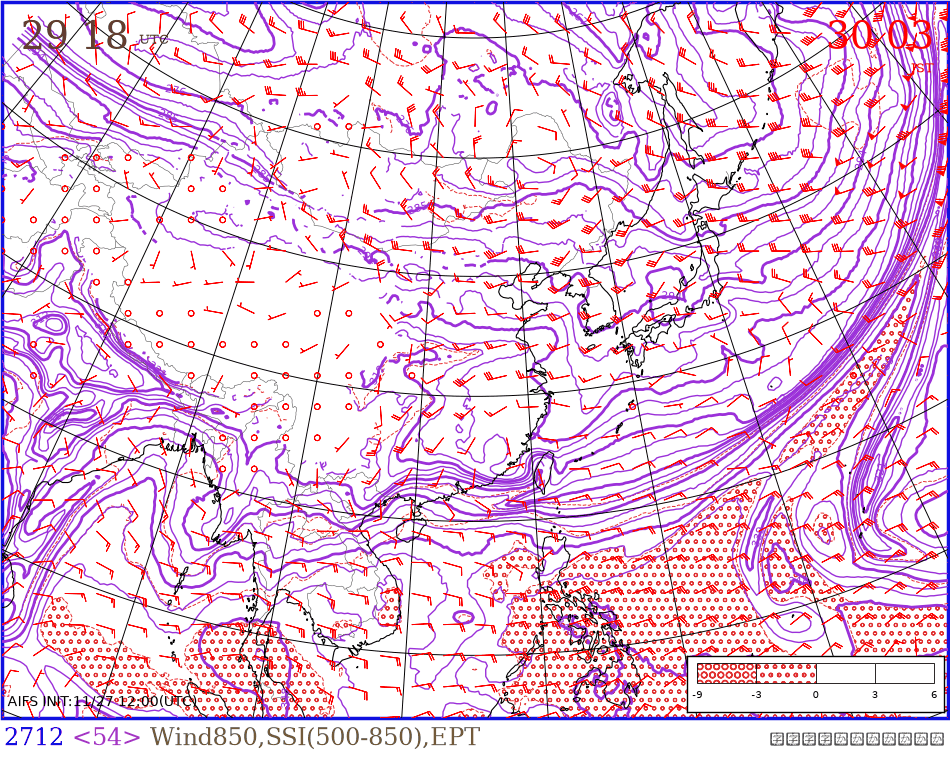 29 18 UTC
30 03 JST
AIFS INIT:11/27 12:00(UTC)
-9 -3 0 3 6
2712 <54> Wind850,SSI(500-850),EPT